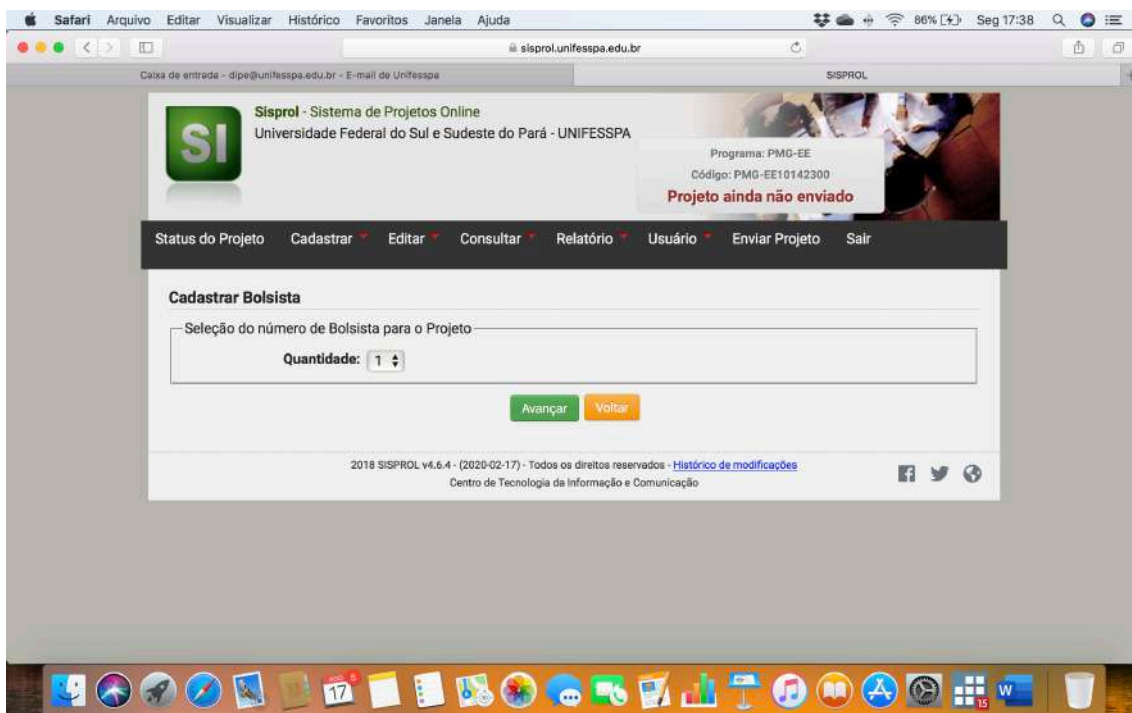 Safari Arquivo Editar Visualizar Histórico Favoritos Janela Ajuda 86% Seg 17:38
sisprol.unifesspa.edu.br
Caixa de entrada - dipe@unifesspa.edu.br - E-mail de Unifesspa SISPROL
SI
Sisprol - Sistema de Projetos Online
Universidade Federal do Sul e Sudeste do Pará - UNIFESSPA
Programa: PMG-EE
Código: PMG-EE10142300
Projeto ainda não enviado
Status do Projeto Cadastrar Editar Consultar Relatório Usuário Enviar Projeto Sair
Cadastrar Bolsista
Seleção do número de Bolsista para o Projeto
Quantidade: 1
Avançar Voltar
2018 SISPROL v4.6.4 - (2020-02-17) - Todos os direitos reservados - Histórico de modificações
Centro de Tecnologia da Informação e Comunicação
17
15
W